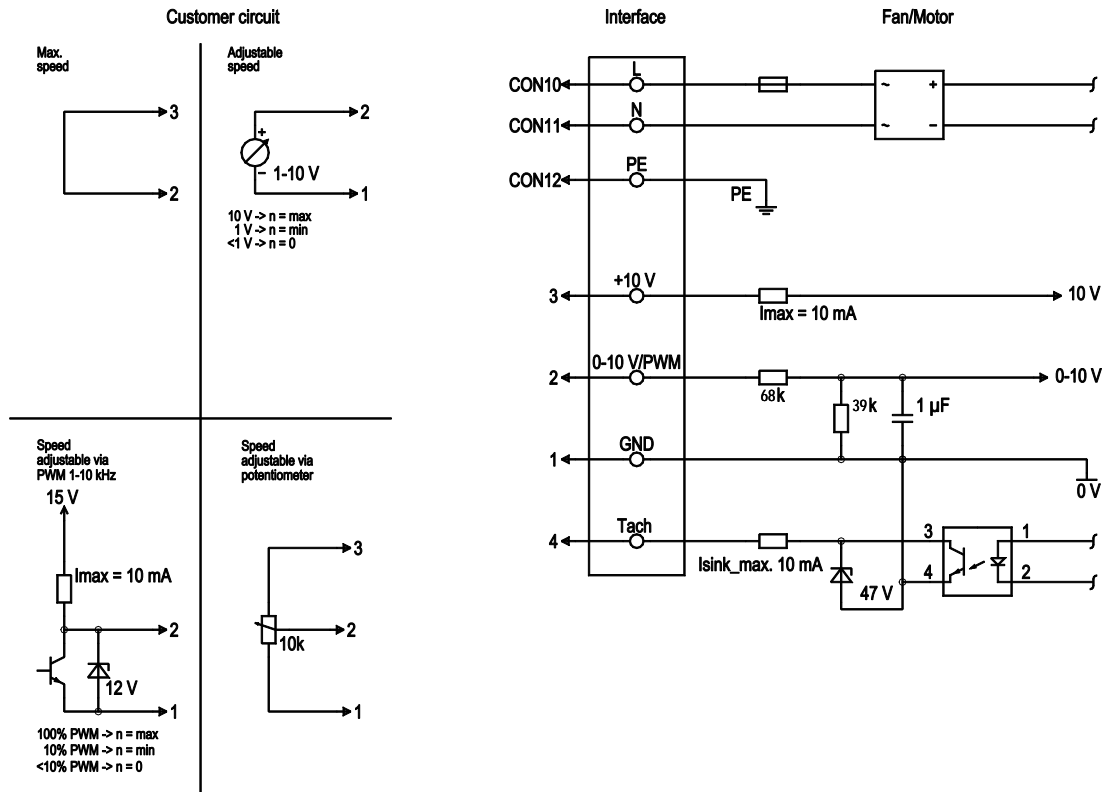 Customer circuit
Interface
Fan/Motor
Max.
speed
3
2
Adjustable
speed
2
+
–
1-10 V
1
10 V -> n = max
1 V -> n = min
<1 V -> n = 0
CON10
L
~
+
CON11
N
~
–
CON12
PE
PE
3
+10 V
Imax = 10 mA
10 V
2
0-10 V/PWM
68k
39k
1 µF
0-10 V
1
GND
0 V
4
Tach
Isink_max. 10 mA
47 V
3
4
1
2
Speed
adjustable via
PWM 1-10 kHz
15 V
Imax = 10 mA
2
12 V
1
100% PWM -> n = max
10% PWM -> n = min
<10% PWM -> n = 0
Speed
adjustable via
potentiometer
3
2
10k
1